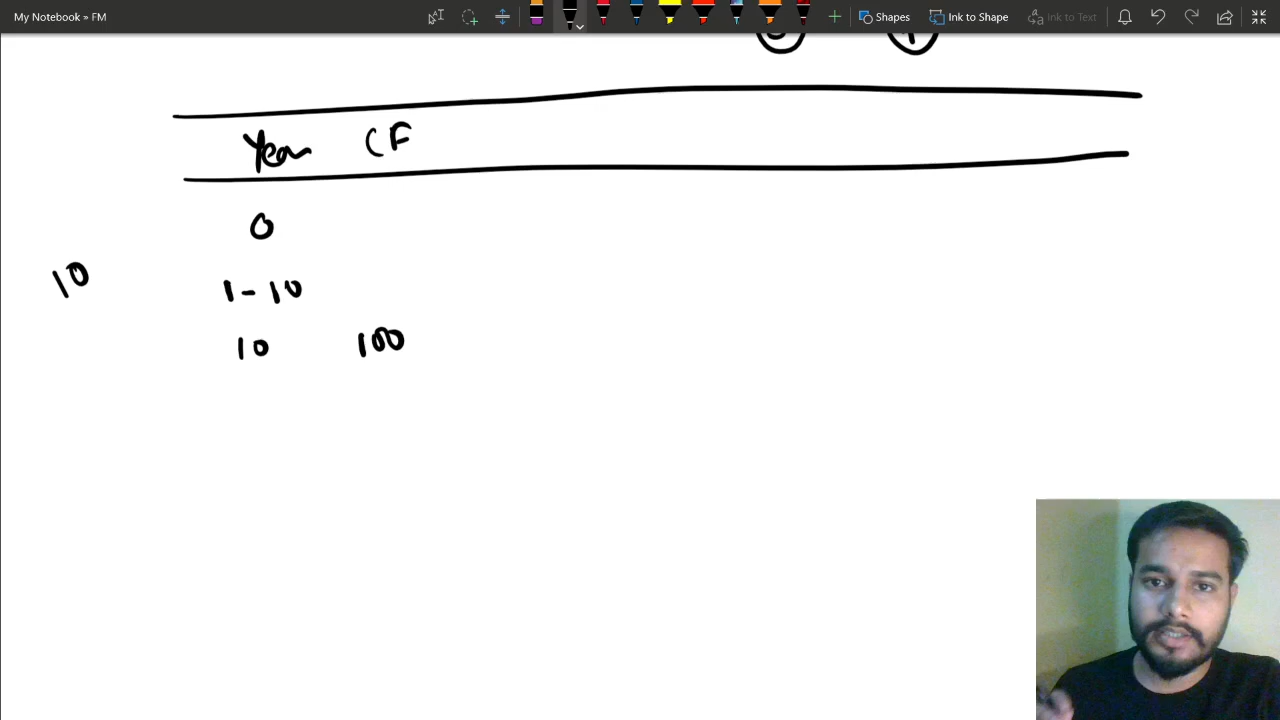 My Notebook » FM
Shapes
Ink to Shape
Ink to Text
Year CF
0
10
1-10
10 100